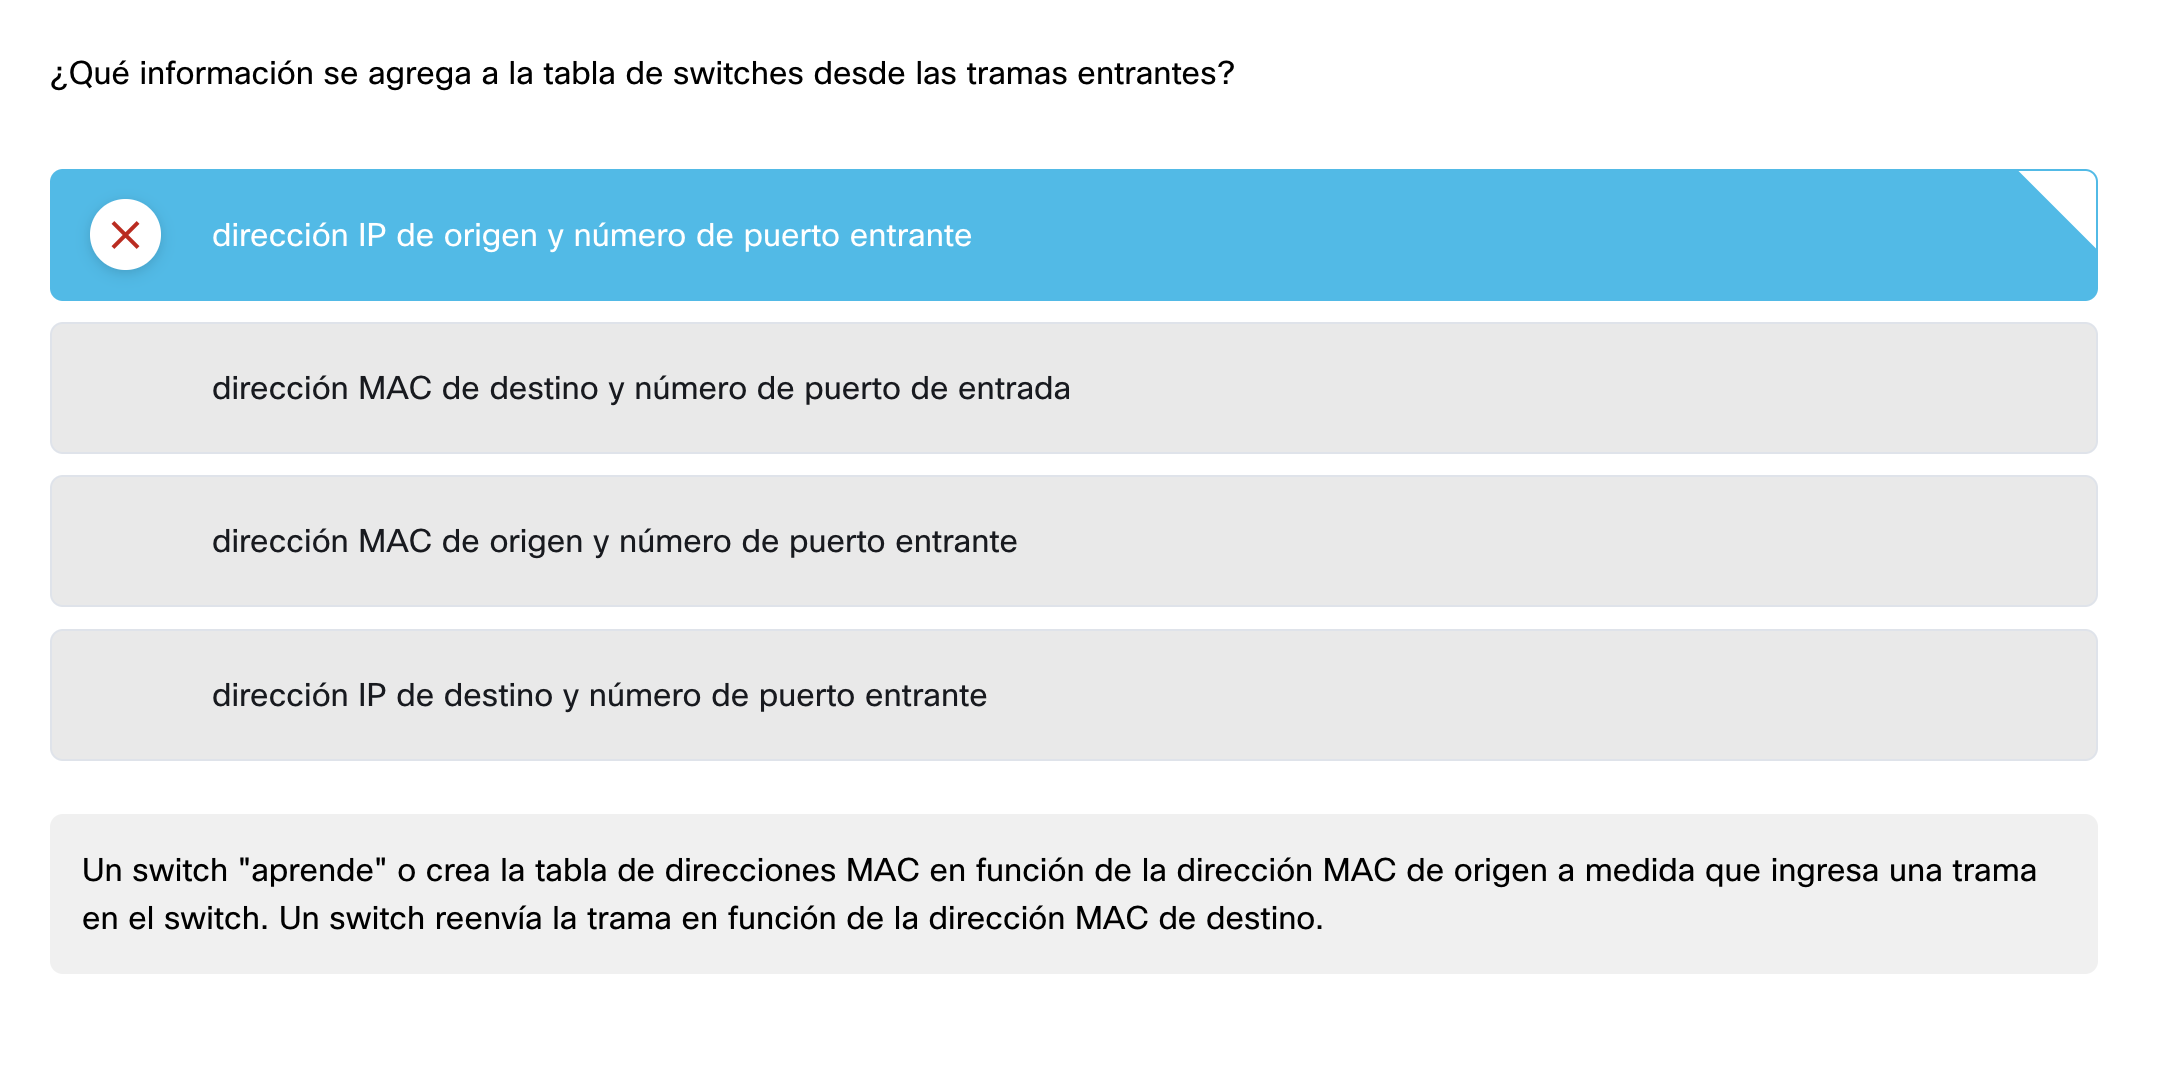 ¿Qué información se agrega a la tabla de switches desde las tramas entrantes?
dirección IP de origen y número de puerto entrante
dirección MAC de destino y número de puerto de entrada
dirección MAC de origen y número de puerto entrante
dirección IP de destino y número de puerto entrante
Un switch "aprende" o crea la tabla de direcciones MAC en función de la dirección MAC de origen a medida que ingresa una trama
en el switch. Un switch reenvía la trama en función de la dirección MAC de destino.